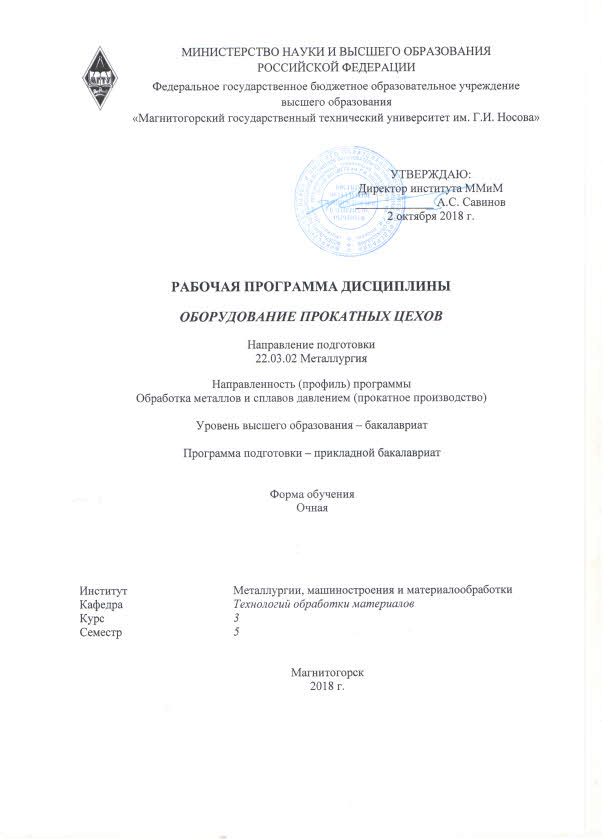 МИНИСТЕРСТВО НАУКИ И ВЫСШЕГО ОБРАЗОВАНИЯ
РОССИЙСКОЙ ФЕДЕРАЦИИ
Федеральное государственное бюджетное образовательное учреждение
высшего образования
«Магнитогорский государственный технический университет им. Г.И. Носова»
УТВЕРЖДАЮ:
Директор института ММиМ
А.С. Савинов
2 октября 2018 г.
РАБОЧАЯ ПРОГРАММА ДИСЦИПЛИНЫ
ОБОРУДОВАНИЕ ПРОКАТНЫХ ЦЕХОВ
Направление подготовки
22.03.02 Металлургия
Направленность (профиль) программы
Обработка металлов и сплавов давлением (прокатное производство)
Уровень высшего образования – бакалавриат
Программа подготовки – прикладной бакалавриат
Форма обучения
Очная
Институт Металлургии, машиностроения и материалообработки
Кафедра Технологий обработки материалов
Курс 3
Семестр 5
Магнитогорск
2018 г.